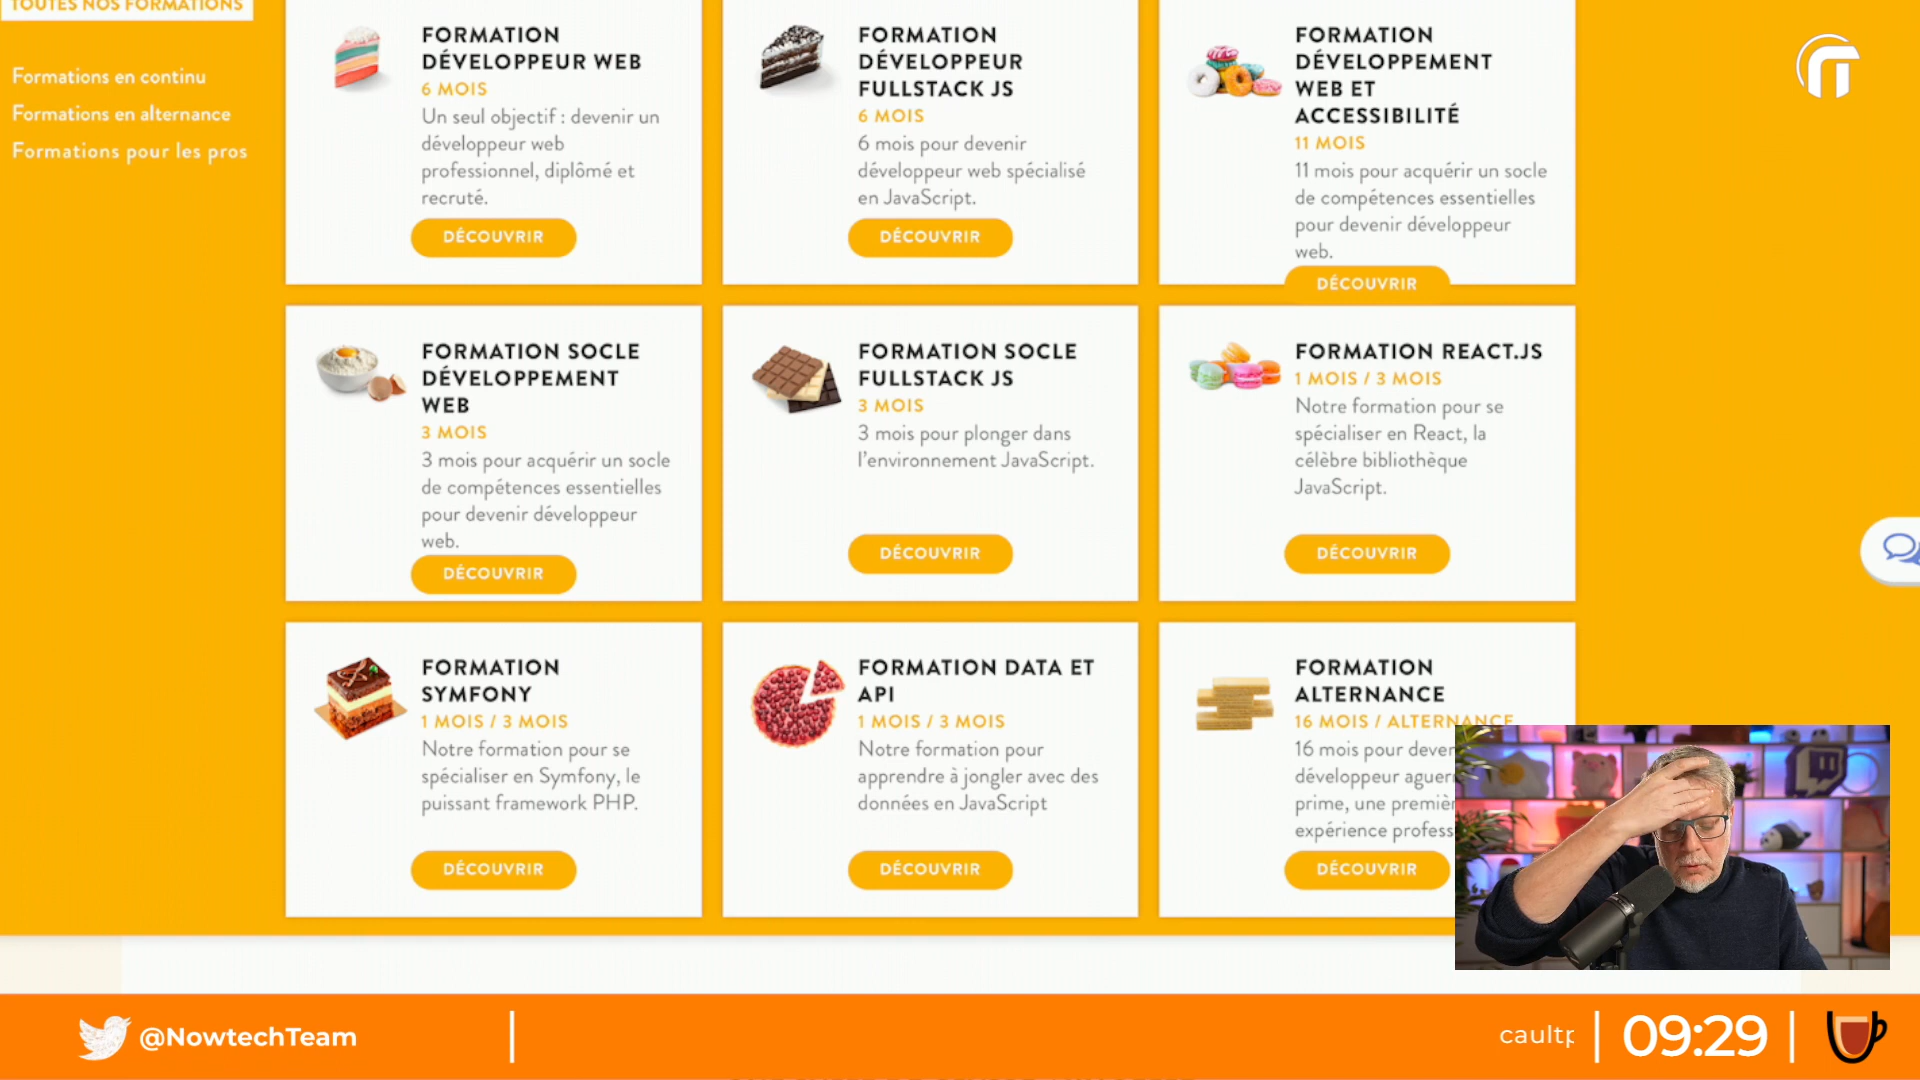 TOUTES NOS FORMATIONS
Formations en continu
Formations en alternance
Formations pour les pros
FORMATION
DÉVELOPPEUR WEB
6 MOIS
Un seul objectif : devenir un
développeur web
professionnel, diplômé et
recruté.
DÉCOUVRIR
FORMATION
DÉVELOPPEUR
FULLSTACK JS
6 MOIS
6 mois pour devenir
développeur web spécialisé
en JavaScript.
DÉCOUVRIR
FORMATION
DÉVELOPPEMENT
WEB ET
ACCESSIBILITÉ
11 MOIS
11 mois pour acquérir un socle
de compétences essentielles
pour devenir développeur
web.
DÉCOUVRIR
FORMATION SOCLE
DÉVELOPPEMENT
WEB
3 MOIS
3 mois pour acquérir un socle
de compétences essentielles
pour devenir développeur
web.
DÉCOUVRIR
FORMATION SOCLE
FULLSTACK JS
3 MOIS
3 mois pour plonger dans
l'environnement JavaScript.
DÉCOUVRIR
FORMATION REACT.JS
1 MOIS / 3 MOIS
Notre formation pour se
spécialiser en React, la
célèbre bibliothèque
JavaScript.
DÉCOUVRIR
FORMATION
SYMFONY
1 MOIS / 3 MOIS
Notre formation pour se
spécialiser en Symfony, le
puissant framework PHP.
DÉCOUVRIR
FORMATION DATA ET
API
1 MOIS / 3 MOIS
Notre formation pour
apprendre à jongler avec des
données en JavaScript
DÉCOUVRIR
FORMATION
ALTERNANCE
16 MOIS / ALTERNANCE
16 mois pour
développeur
prime, une
expérience
DÉCOUVRIR
@NowtechTeam
09:29